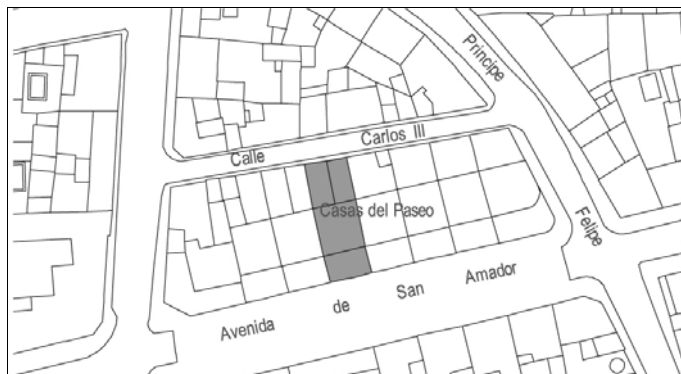 Principe
Calle Carlos III
Casas del Paseo
Felipe
Avenida de San Amador